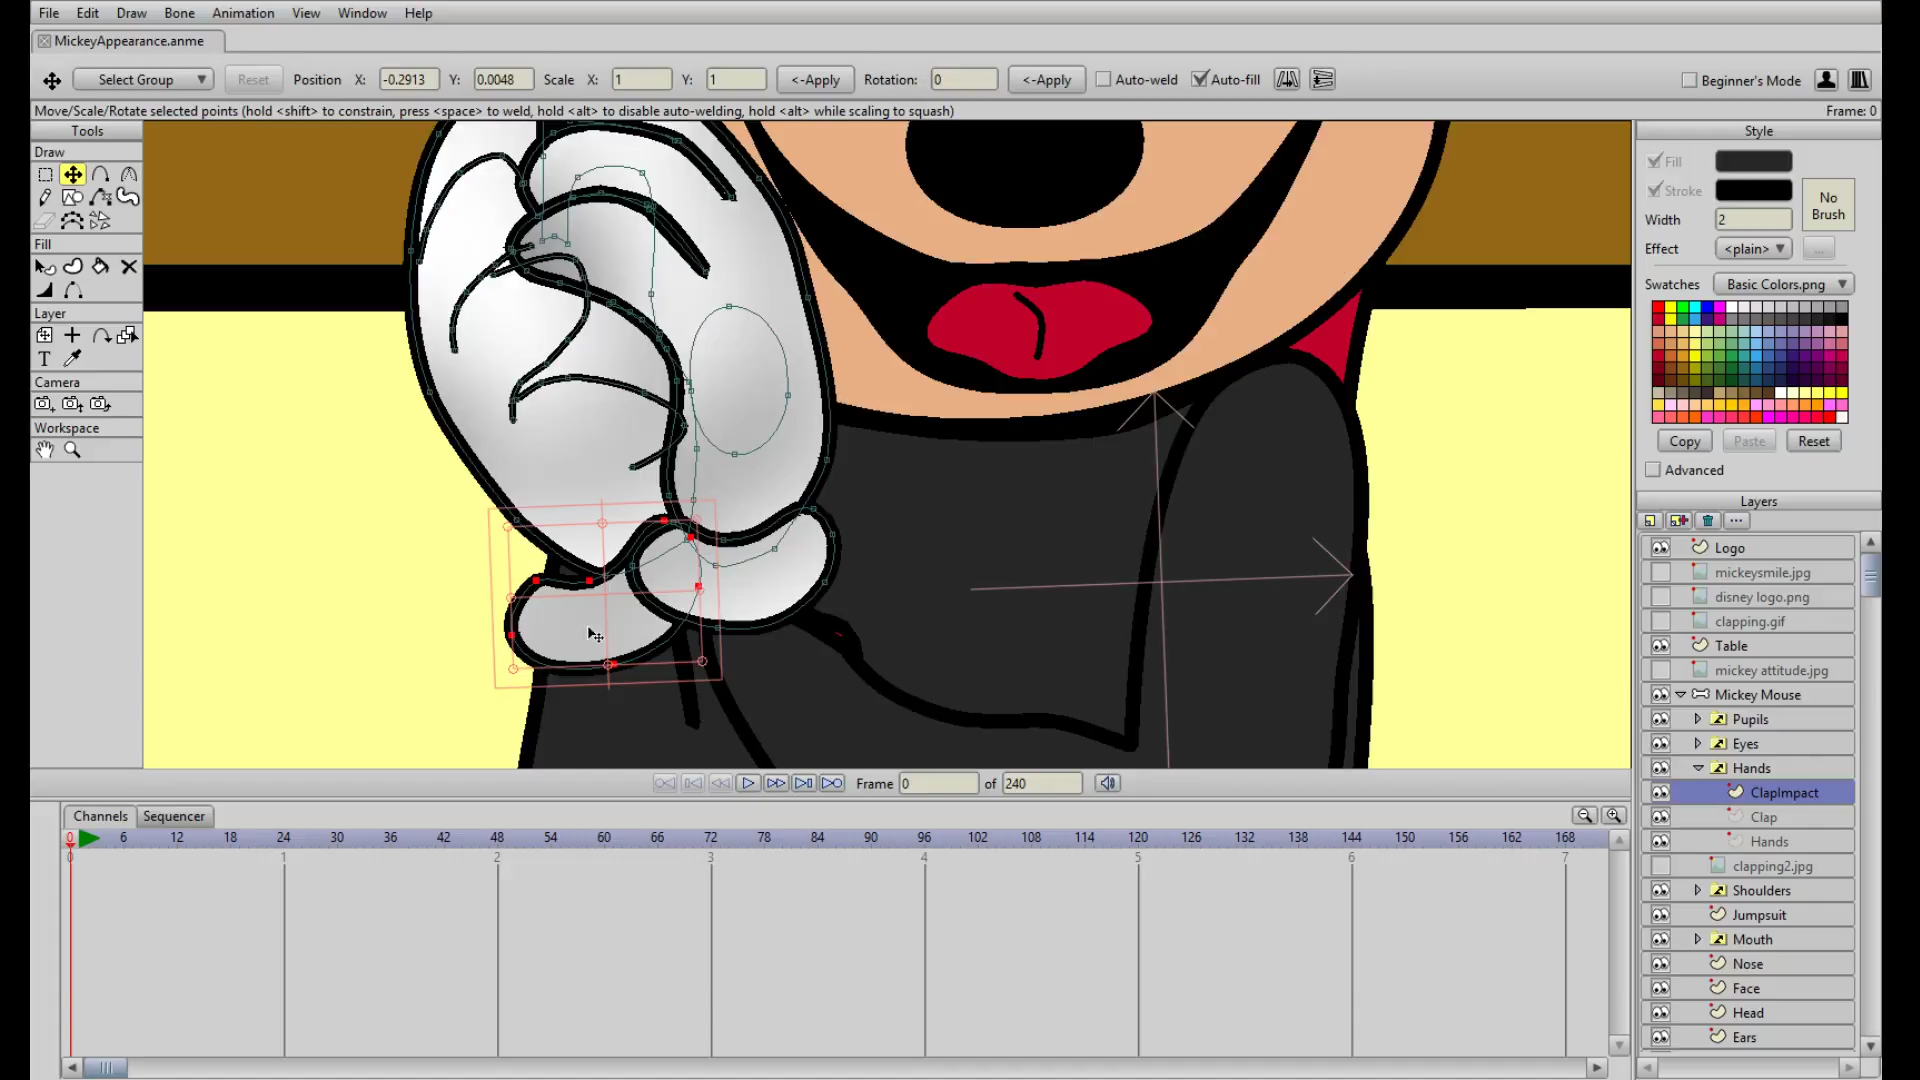 File Edit Draw Bone Animation View Window Help
MickeyAppearance.anme
Select Group Reset Position X: -0.2913 Y: 0.0048 Scale X: 1 Y: 1 <-Apply Rotation: 0 <-Apply Auto-weld Auto-fill Beginner's Mode
Move/Scale/Rotate selected points (hold <shift> to constrain, press <space> to weld, hold <alt> to disable auto-welding, hold <alt> while scaling to squash) Frame: 0
Tools
Draw
Fill
Layer
T
Camera
Workspace
Style
Fill
Stroke
No Brush
Width 2
Effect <plain> ...
Swatches Basic Colors.png
Copy Paste Reset
Advanced
Layers
Logo
mickeysmile.jpg
disney logo.png
clapping.gif
Table
mickey attitude.jpg
Mickey Mouse
Pupils
Eyes
Hands
ClapImpact
Clap
Hands
clapping2.jpg
Shoulders
Jumpsuit
Mouth
Nose
Face
Head
Ears
Frame 0 of 240
Channels Sequencer
0 6 12 18 24 30 36 42 48 54 60 66 72 78 84 90 96 102 108 114 120 126 132 138 144 150 156 162 168
0 1 2 3 4 5 6 7